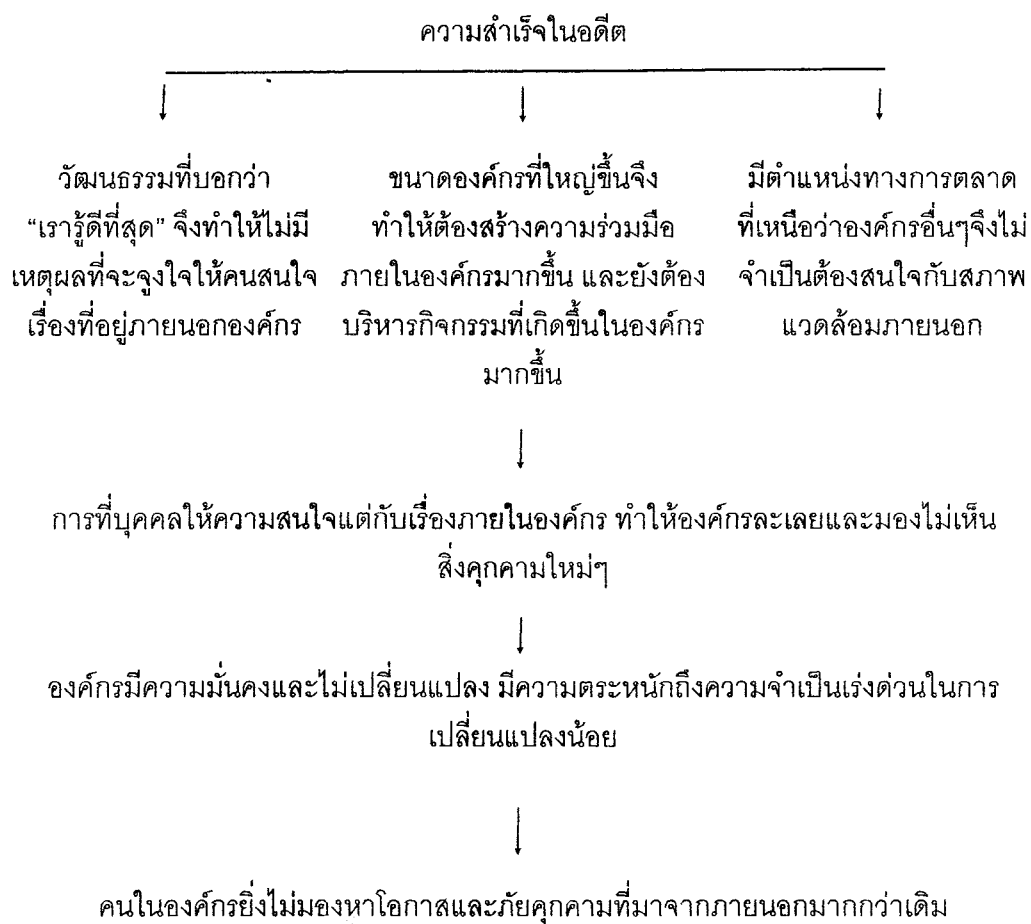 ความสำเร็จในอดีต
วัฒนธรรมที่บอกว่า
“เรารู้ดีที่สุด” จึงทำให้ไม่มี
เหตุผลที่จะจูงใจให้คนสนใจ
เรื่องที่อยู่ภายนอกองค์กร
ขนาดองค์กรที่ใหญ่ขึ้นจึง
ทำให้ต้องสร้างความร่วมมือ
ภายในองค์กรมากขึ้น และยังต้อง
บริหารกิจกรรมที่เกิดขึ้นในองค์กร
มากขึ้น
มีตำแหน่งทางการตลาด
ที่เหนือว่าองค์กรอื่นๆจึงไม่
จำเป็นต้องสนใจกับสภาพ
แวดล้อมภายนอก
การที่บุคคลให้ความสนใจแต่กับเรื่องภายในองค์กร ทำให้องค์กรละเลยและมองไม่เห็น
สิ่งคุกคามใหม่ๆ
องค์กรมีความมั่นคงและไม่เปลี่ยนแปลง มีความตระหนักถึงความจำเป็นเร่งด่วนในการ
เปลี่ยนแปลงน้อย
คนในองค์กรยิ่งไม่มองหาโอกาสและภัยคุกคามที่มาจากภายนอกมากกว่าเดิม